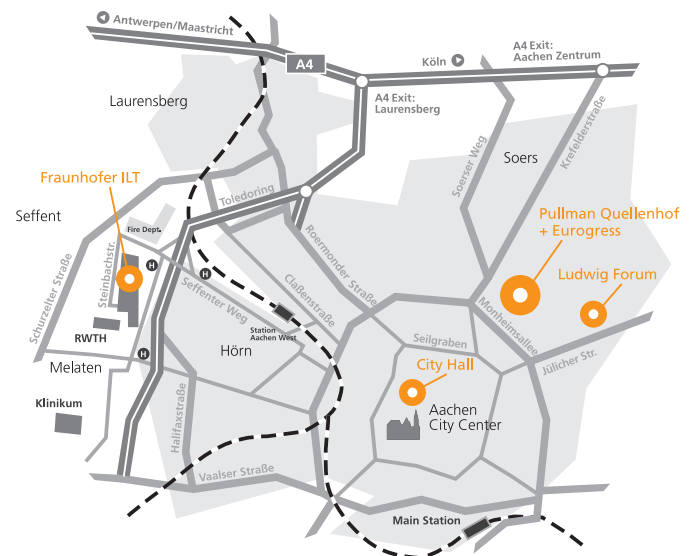 Antwerpen/Maastricht
A4
Köln
A4 Exit:
Aachen Zentrum
A4 Exit:
Laurensberg
Laurensberg
Soerser Weg
Soers
Krefelderstraße
Fraunhofer ILT
Toledoring
Seffent
Fire Dept.
Pullman Quellenhof
+ Eurogress
Roermonder Straße
Ludwig Forum
Schurzelter Straße
Steinbachstr.
H
H
Seffenter Weg
Claßenstraße
Station
Aachen West
Monheimsallee
RWTH
H
Hörn
Seilgraben
Jülicher Str.
Melaten
City Hall
Klinikum
Halifaxstraße
Aachen
City Center
Vaalser Straße
Main Station